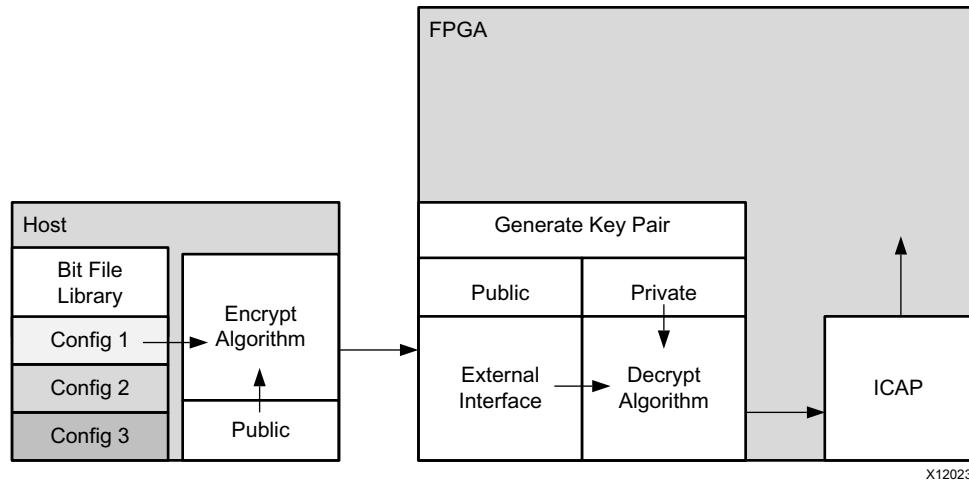 FPGA
Host
Bit File
Library
Config 1
Config 2
Config 3
Encrypt
Algorithm
Public
Generate Key Pair
Public
Private
External
Interface
Decrypt
Algorithm
ICAP
X12023